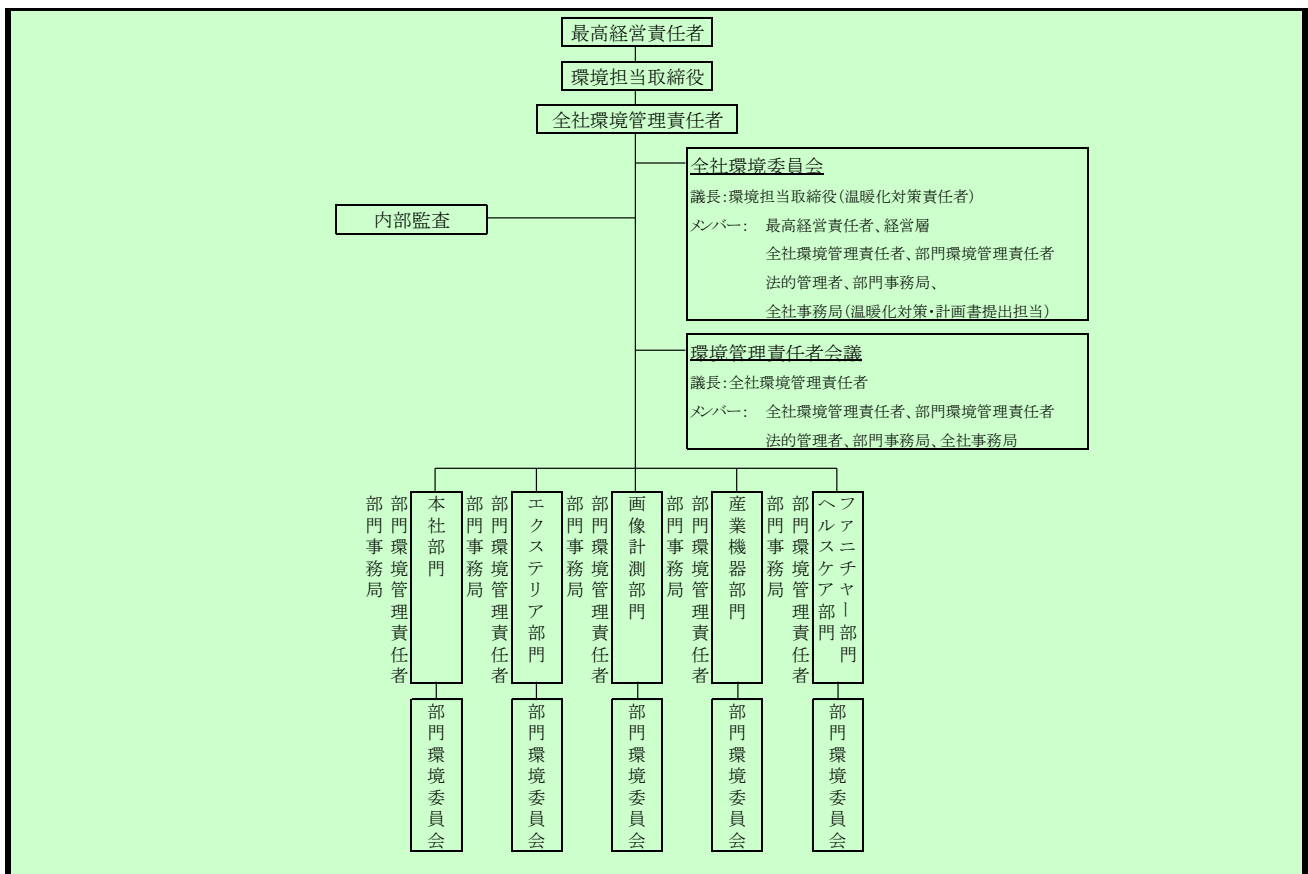 最高経営責任者
環境担当取締役
全社環境管理責任者
全社環境委員会
議長:環境担当取締役(温暖化対策責任者)
メンバー: 最高経営責任者、経営層
全社環境管理責任者、部門環境管理責任者
法的管理者、部門事務局、
全社事務局(温暖化対策・計画書提出担当)
内部監査
環境管理責任者会議
議長:全社環境管理責任者
メンバー: 全社環境管理責任者、部門環境管理責任者
法的管理者、部門事務局、全社事務局
本社部門
部門環境管理責任者
部門事務局
エクステリア部門
部門環境管理責任者
部門事務局
画像計測部門
部門環境管理責任者
部門事務局
産業機器部門
部門環境管理責任者
部門事務局
ファニチャー部門
ヘルスケア部門
部門環境管理責任者
部門事務局
部門環境委員会
部門環境委員会
部門環境委員会
部門環境委員会
部門環境委員会